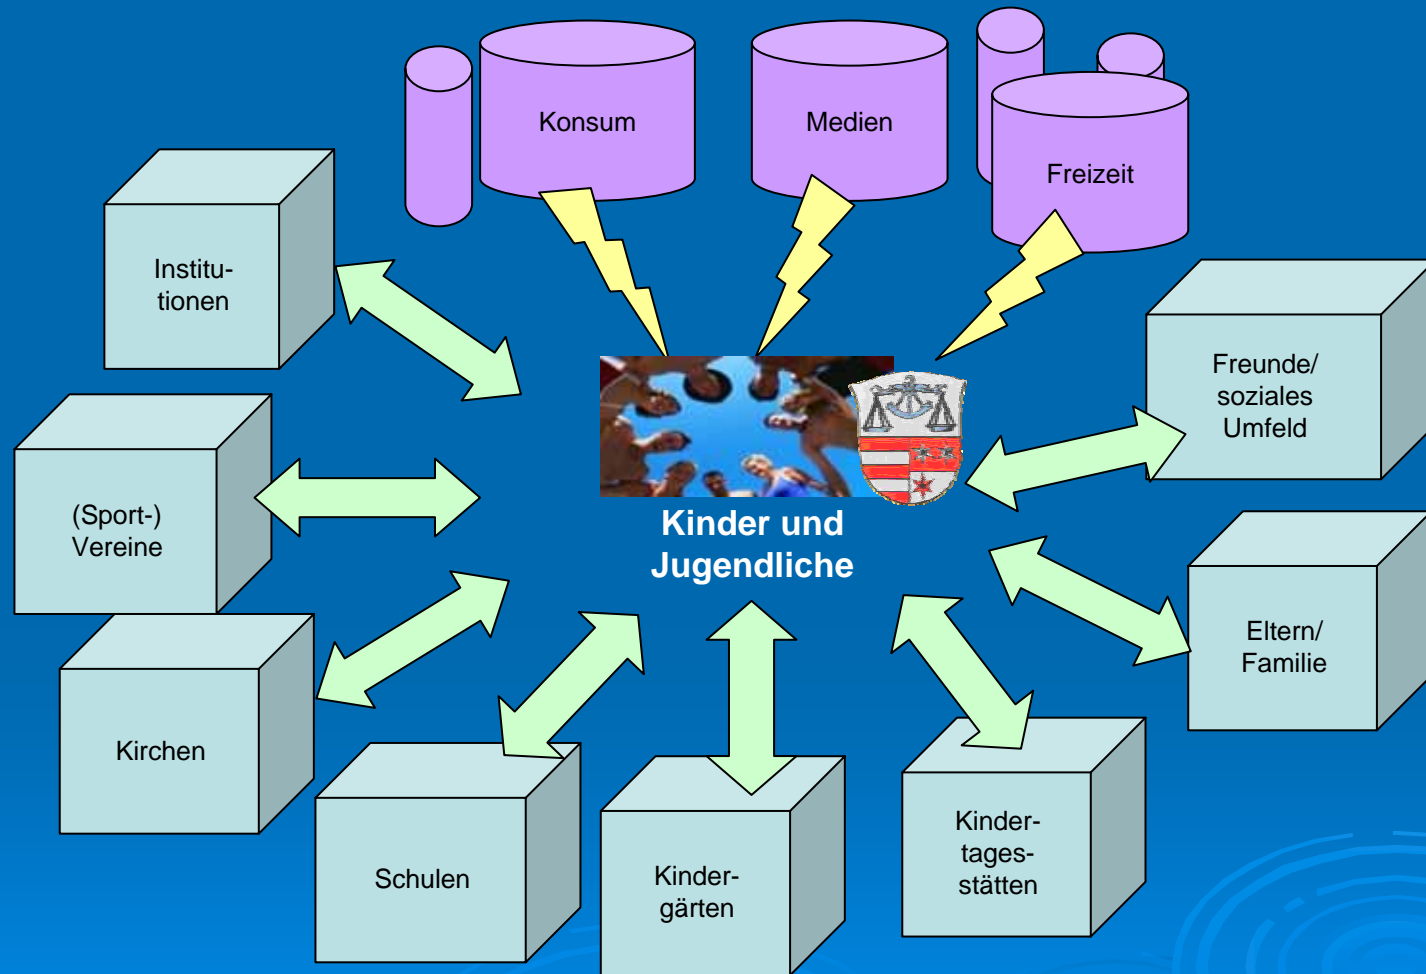 Konsum
Medien
Freizeit
Institu-
tionen
Freunde/
soziales
Umfeld
(Sport-)
Vereine
Kinder und
Jugendliche
Eltern/
Familie
Kirchen
Schulen
Kinder-
gärten
Kinder-
tages-
stätten